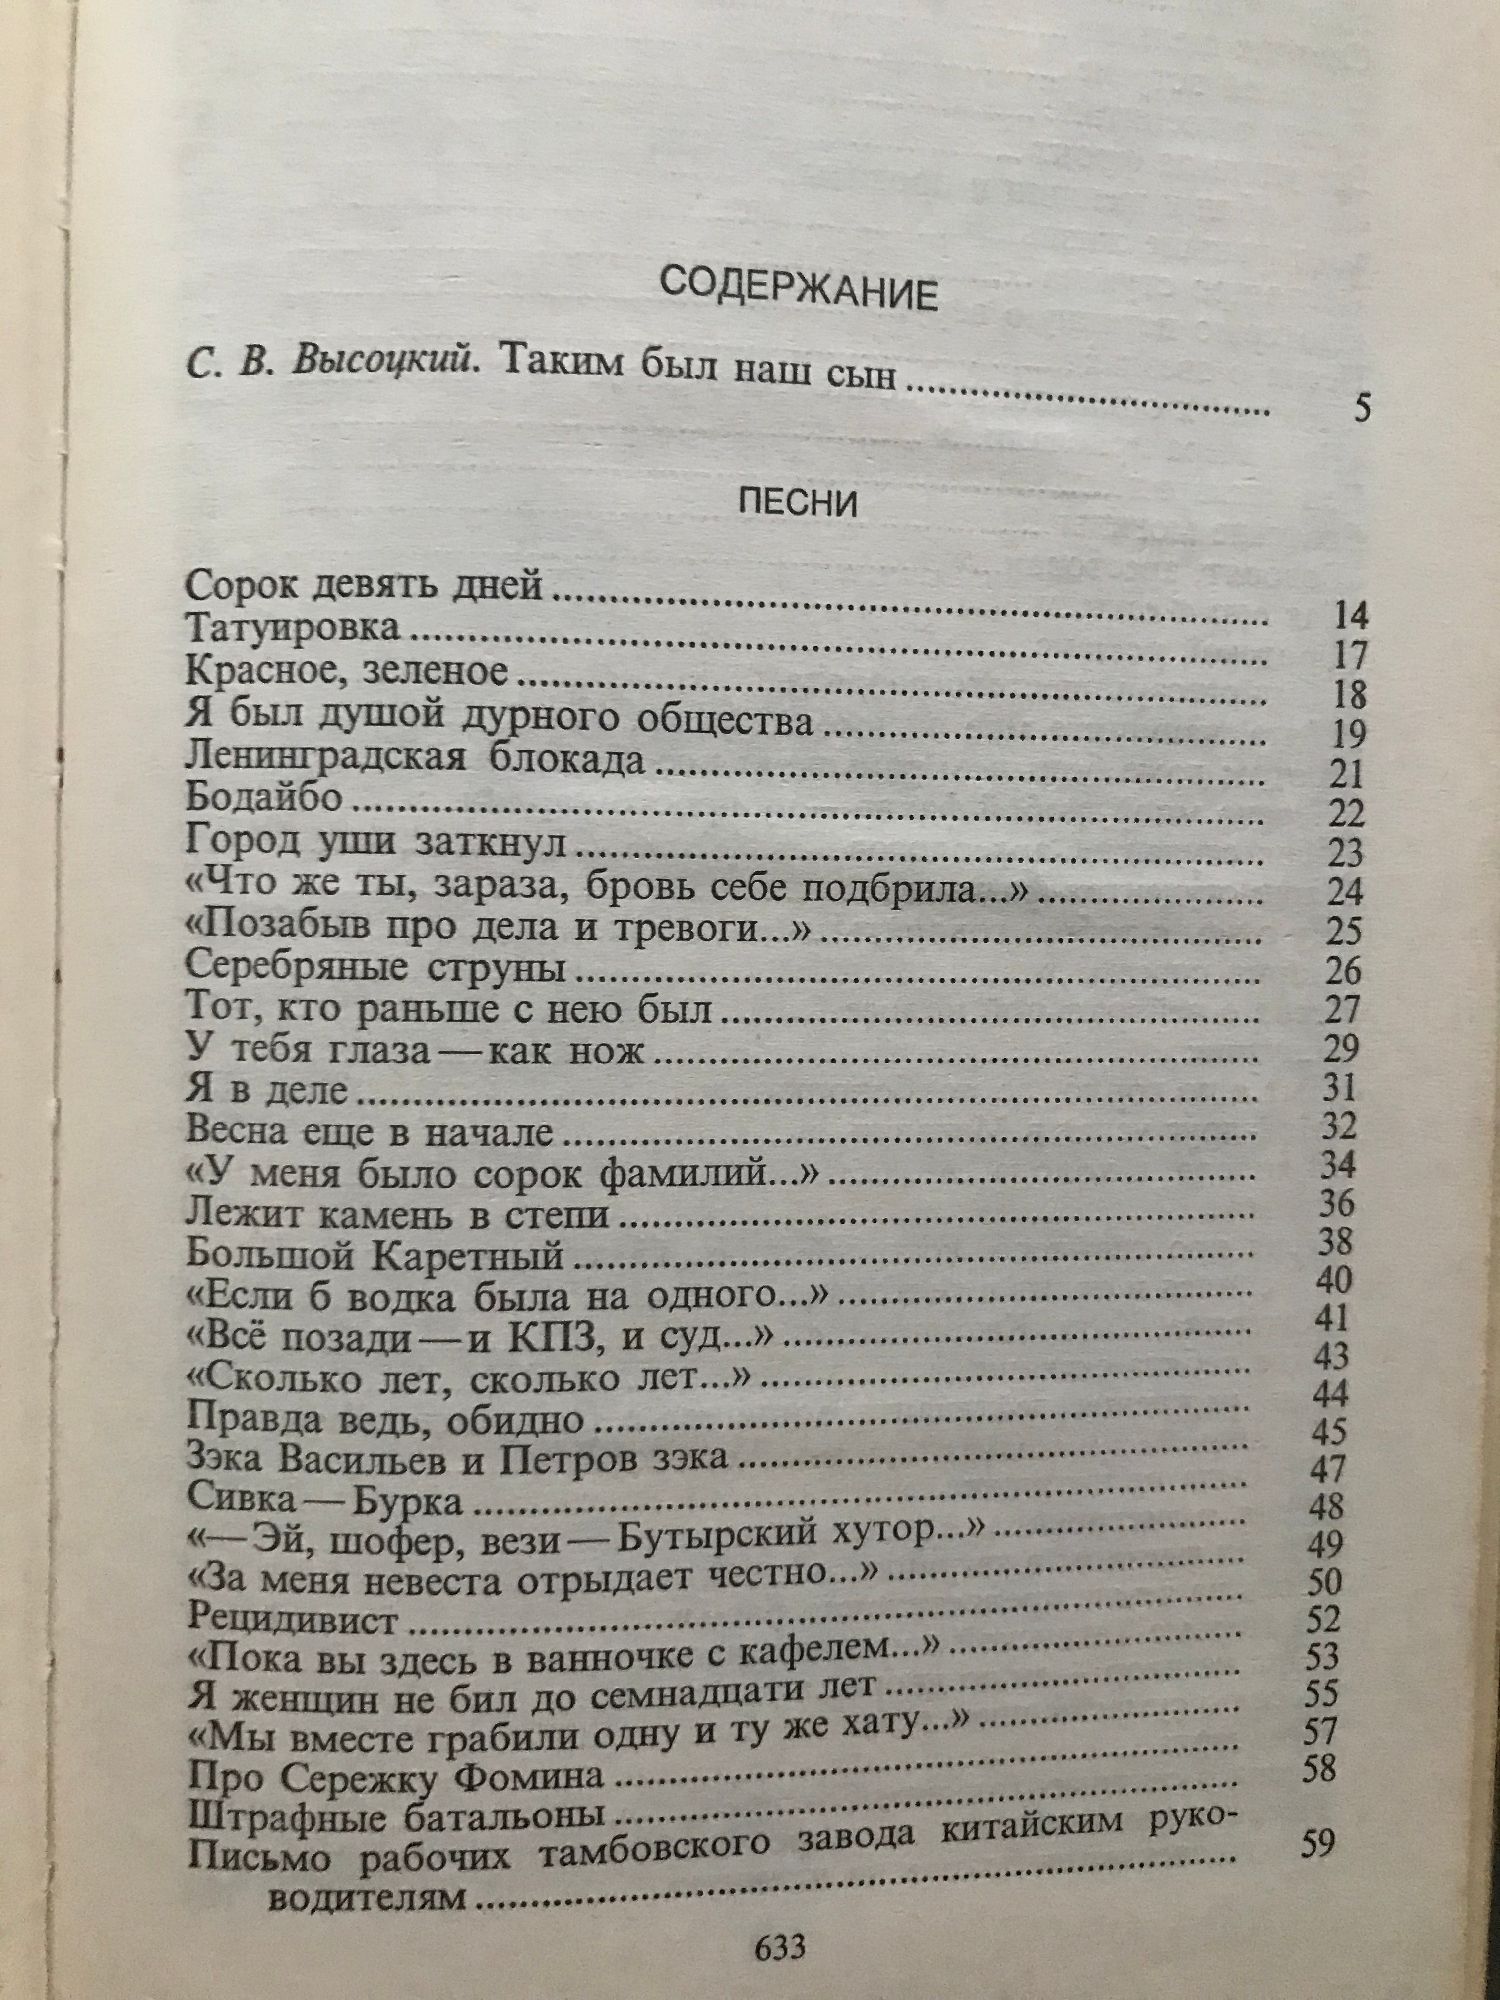 СОДЕРЖАНИЕ
С. В. Высоцкий. Таким был наш сын ........ 5
ПЕСНИ
Сорок девять дней ........ 14
Татуировка ........ 17
Красное, зеленое ........ 18
Я был душой дурного общества ........ 19
Ленинградская блокада ........ 21
Бодайбо ........ 22
Город уши заткнул ........ 23
«Что же ты, зараза, бровь себе подбрила...» ........ 24
«Позабыв про дела и тревоги...» ........ 25
Серебряные струны ........ 26
Тот, кто раньше с нею был ........ 27
У тебя глаза — как нож ........ 29
Я в деле ........ 31
Весна еще в начале ........ 32
«У меня было сорок фамилий...» ........ 34
Лежит камень в степи ........ 36
Большой Каретный ........ 38
«Если б водка была на одного...» ........ 40
«Всё позади — и КПЗ, и суд...» ........ 41
«Сколько лет, сколько лет...» ........ 43
Правда ведь, обидно ........ 44
Зэка Васильев и Петров зэка ........ 45
Сивка — Бурка ........ 47
«— Эй, шофер, вези — Бутырский хутор...» ........ 48
«За меня невеста отрыдает честно...» ........ 49
Рецидивист ........ 50
«Пока вы здесь в ванночке с кафелем...» ........ 52
Я женщин не бил до семнадцати лет ........ 53
«Мы вместе грабили одну и ту же хату...» ........ 55
Про Сережку Фомина ........ 57
Штрафные батальоны ........ 58
Письмо рабочих тамбовского завода китайским руко-
водителям ........ 59
633